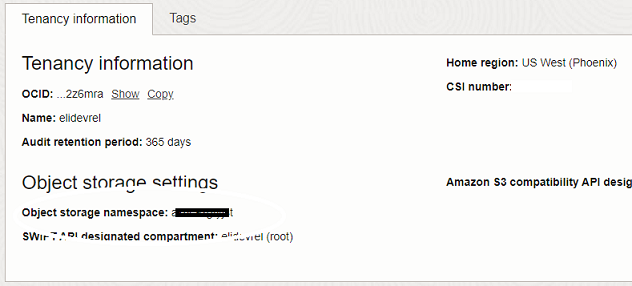 Tenancy information
Tags
Tenancy information
OCID: ...2z6mra Show Copy
Name: elidevrel
Audit retention period: 365 days
Home region: US West (Phoenix)
CSI number:
Object storage settings
Object storage namespace:
SWIFT API designated compartment: elidevrel (root)
Amazon S3 compatibility API desig